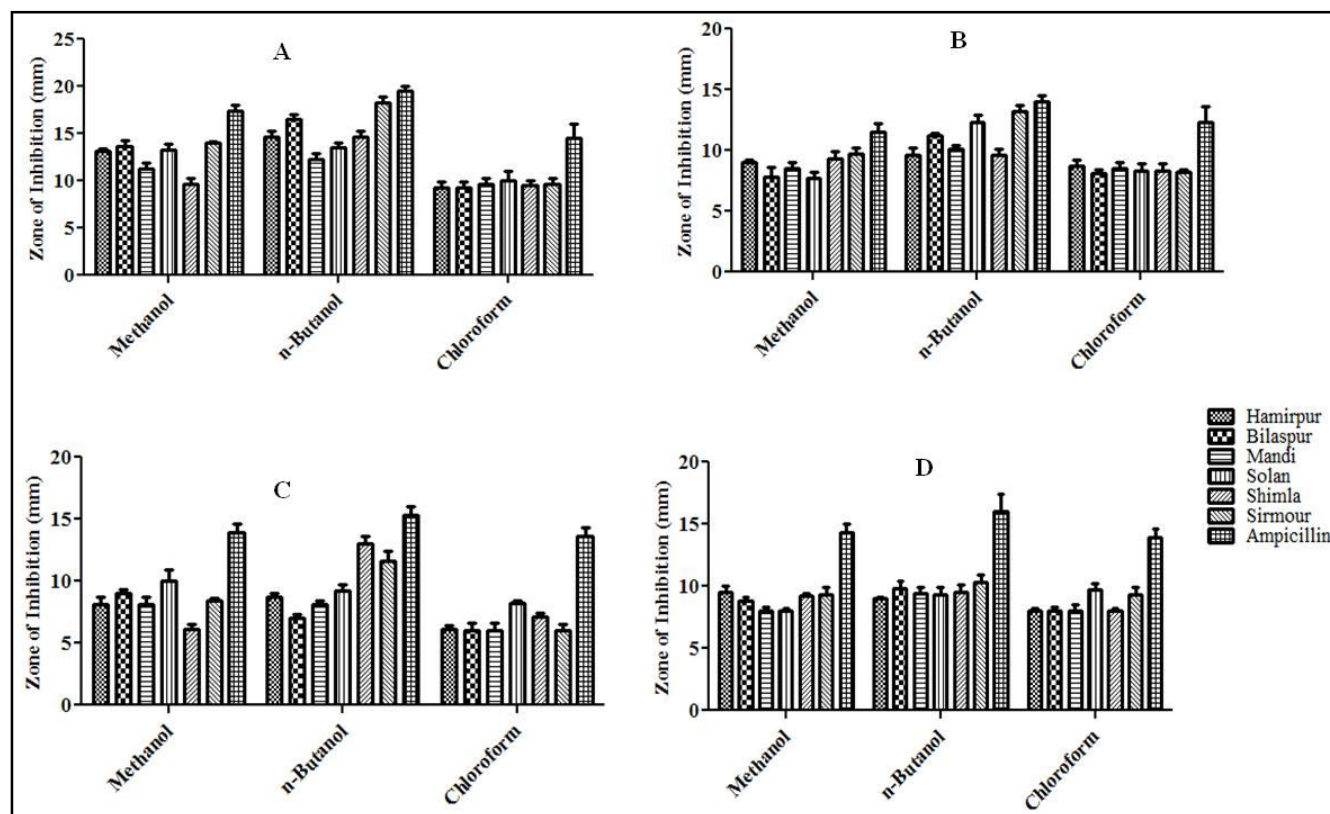 A
Zone of Inhibition (mm)
25
20
15
10
5
0
Methanol
n-Butanol
Chloroform
B
Zone of Inhibition (mm)
20
15
10
5
0
Methanol
n-Butanol
Chloroform
C
Zone of Inhibition (mm)
20
15
10
5
0
Methanol
n-Butanol
Chloroform
D
Zone of Inhibition (mm)
20
15
10
5
0
Methanol
n-Butanol
Chloroform
Hamirpur
Bilaspur
Mandi
Solan
Shimla
Sirmour
Ampicillin